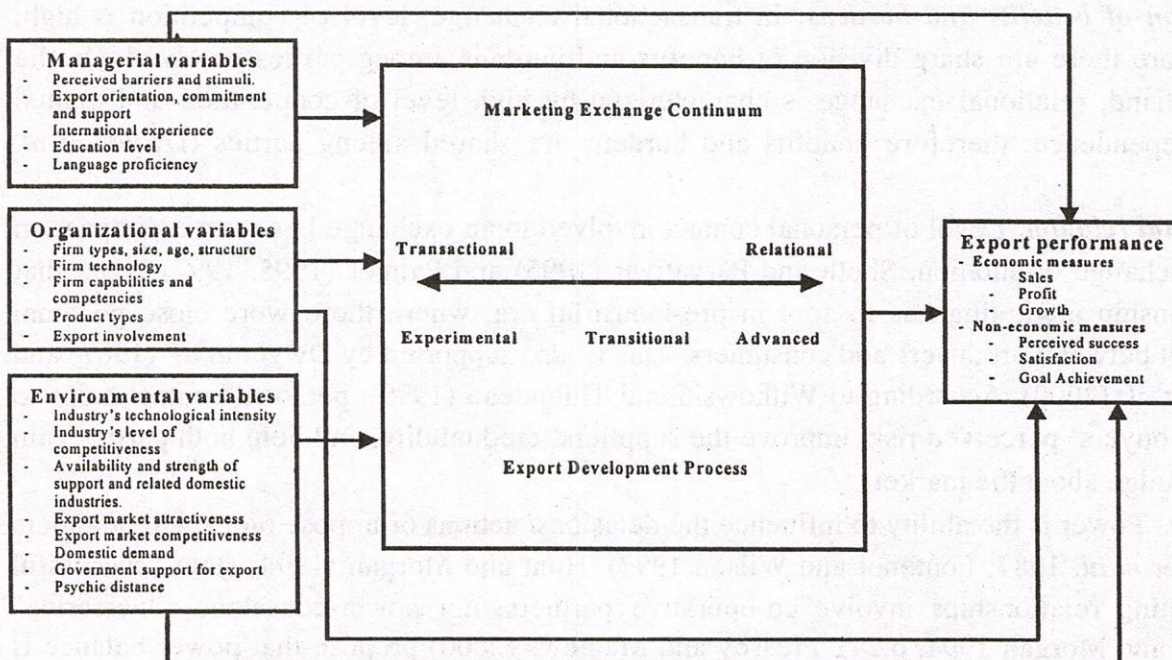 Managerial variables
- Perceived barriers and stimuli.
- Export orientation, commitment
and support
- International experience
- Education level
- Language proficiency
Organizational variables
- Firm types, size, age, structure
- Firm technology
- Firm capabilities and
competencies
- Product types
- Export involvement
Environmental variables
- Industry's technological intensity
- Industry's level of
competitiveness
- Availability and strength of
support and related domestic
industries.
- Export market attractiveness
- Export market competitiveness
- Domestic demand
- Domestic support for export
- Psychic distance
Marketing Exchange Continuum
Transactional Relational
Experimental Transitional Advanced
Export Development Process
Export performance
- Economic measures
- Sales
- Profit
- Growth
- Non-economic measures
- Perceived success
- Satisfaction
- Goal Achievement